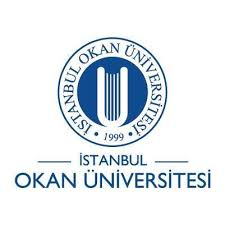 İSTANBUL OKAN ÜNİVERSİTESİ
1999
İSTANBUL
OKAN ÜNİVERSİTESİ